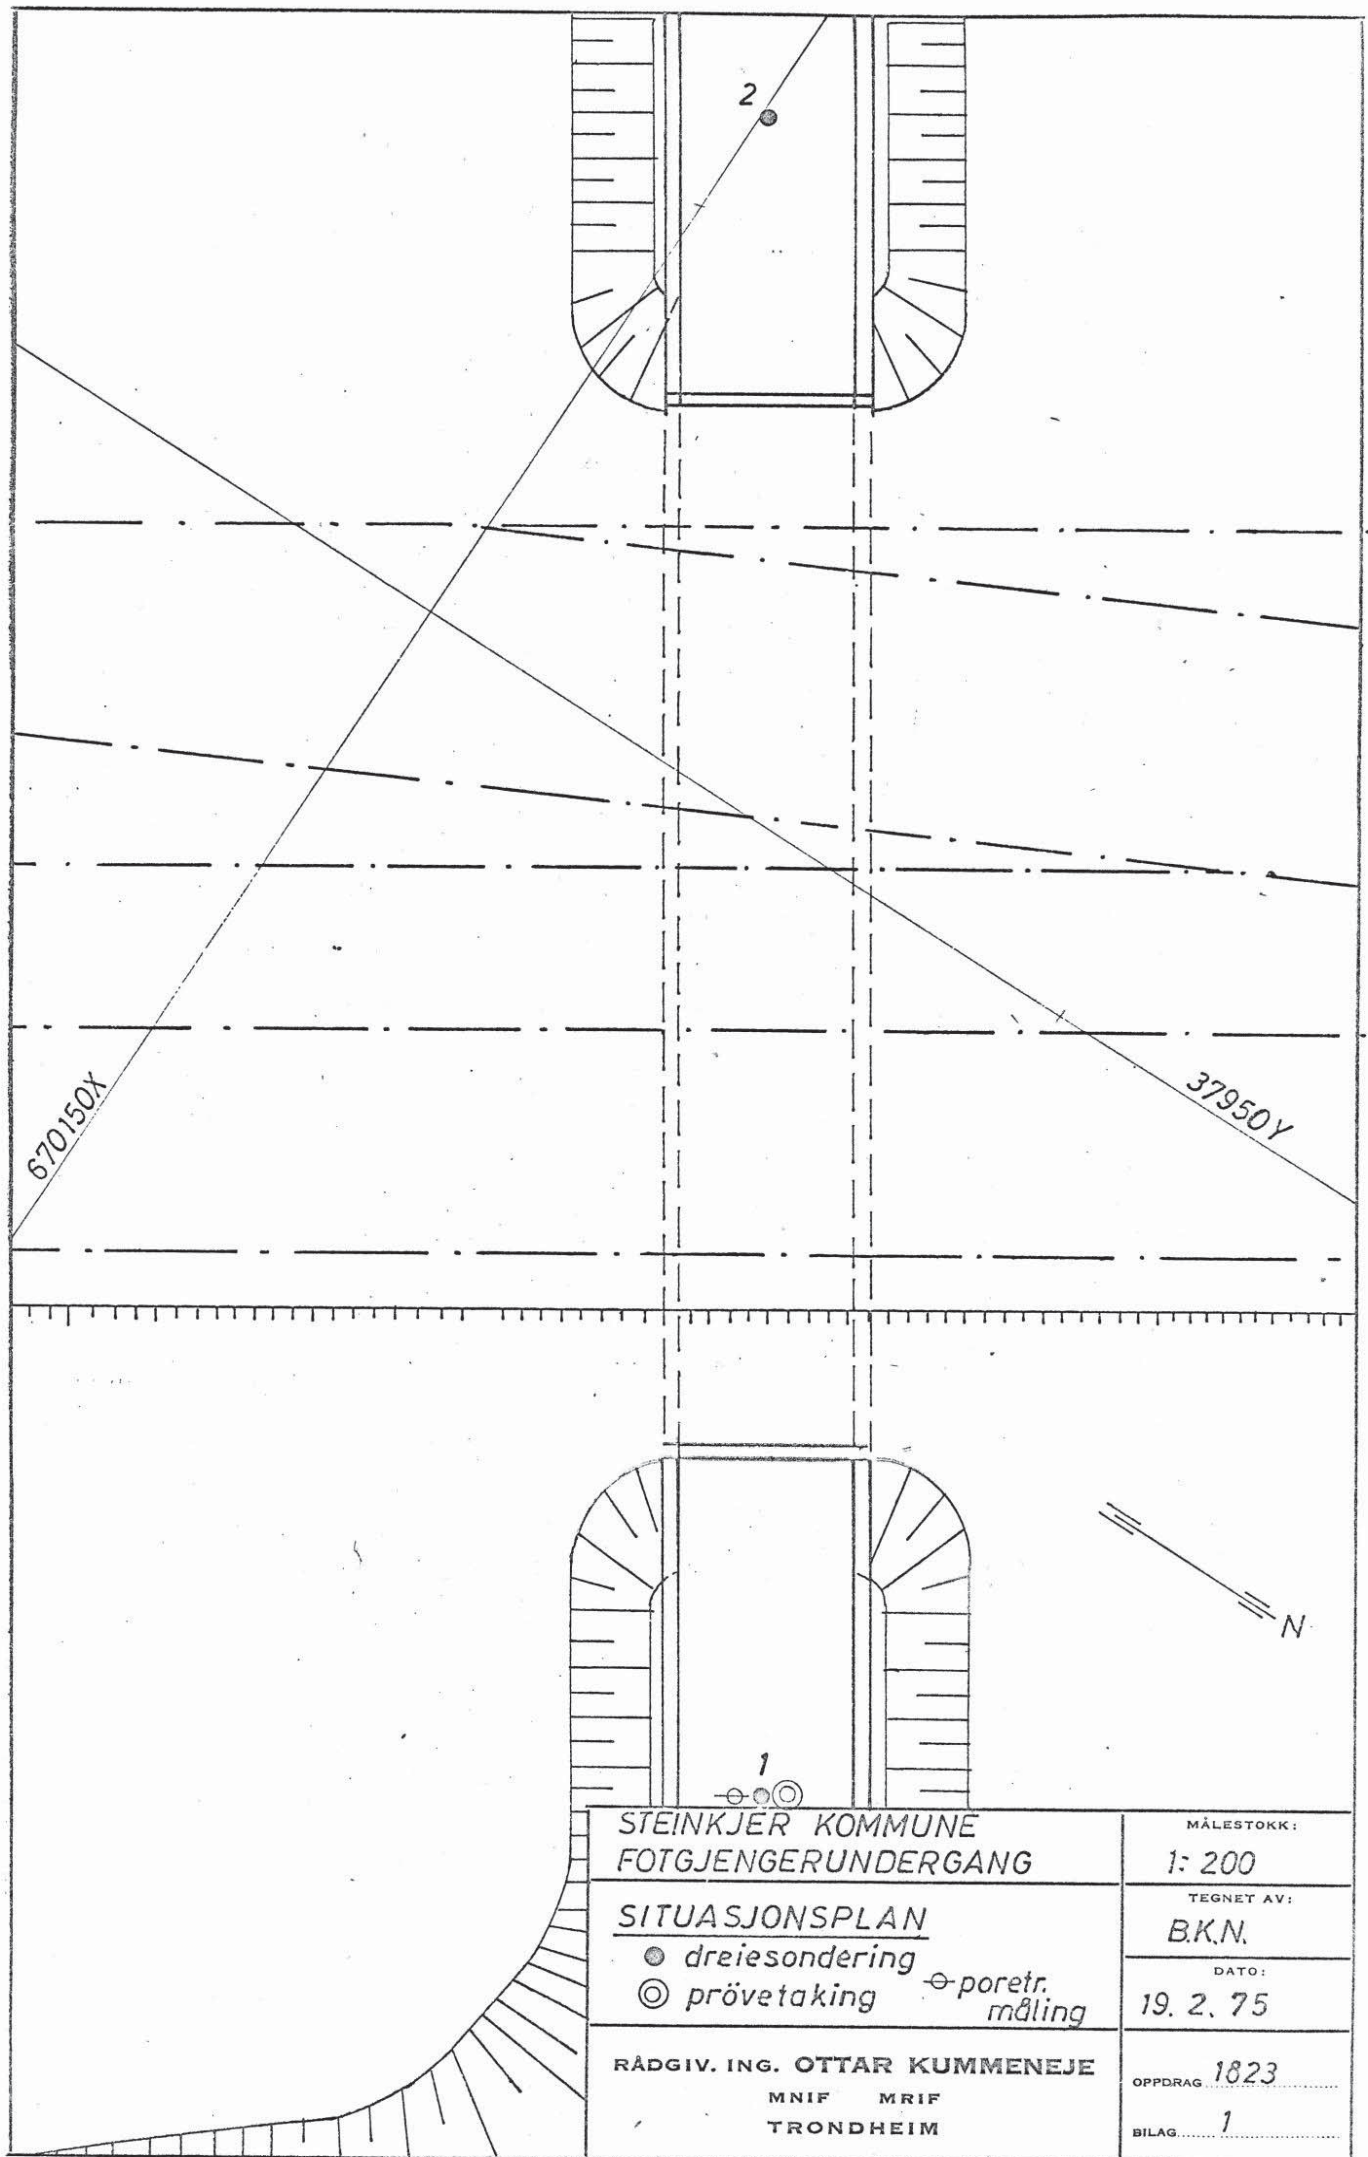 2
670150X
37950Y
N
1
STEINKJER KOMMUNE
FOTGJENGERUNDERGANG
MÅLESTOKK:
1:200
SITUASJONSPLAN
dreiesondering
prövetaking
poretr.
måling
TEGNET AV:
B.K.N.
DATO:
19. 2. 75
RÅDGIV. ING. OTTAR KUMMENEJE
MNIF MRIF
TRONDHEIM
OPPDRAG 1823
BILAG 1